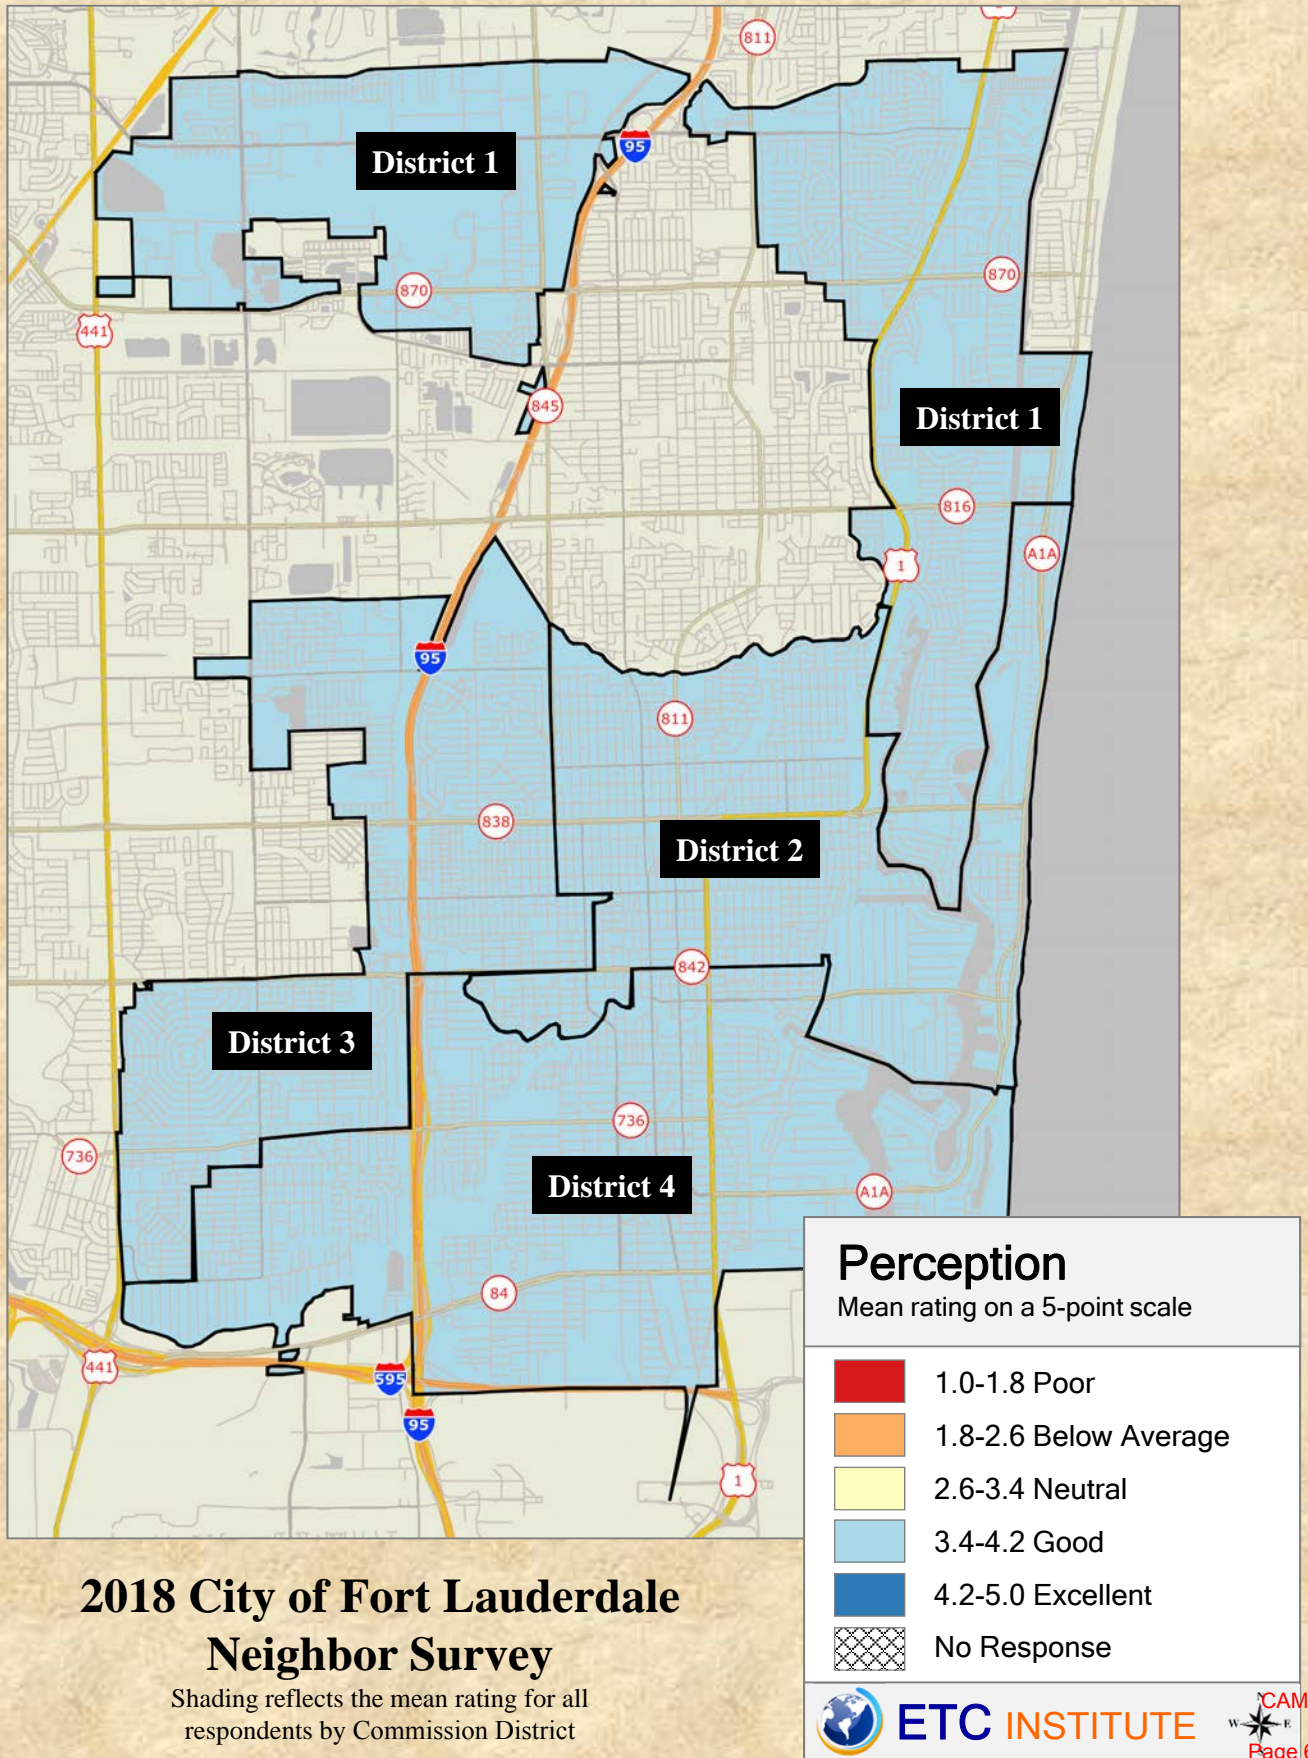 811
95
District 1
870
870
441
845
District 1
816
A1A
1
95
811
838
District 2
842
District 3
736
736
District 4
A1A
84
441
595
95
1
Perception
Mean rating on a 5-point scale
1.0-1.8 Poor
1.8-2.6 Below Average
2.6-3.4 Neutral
3.4-4.2 Good
4.2-5.0 Excellent
No Response
2018 City of Fort Lauderdale
Neighbor Survey
Shading reflects the mean rating for all
respondents by Commission District
ETC INSTITUTE
N
W E
CAM
Page 6